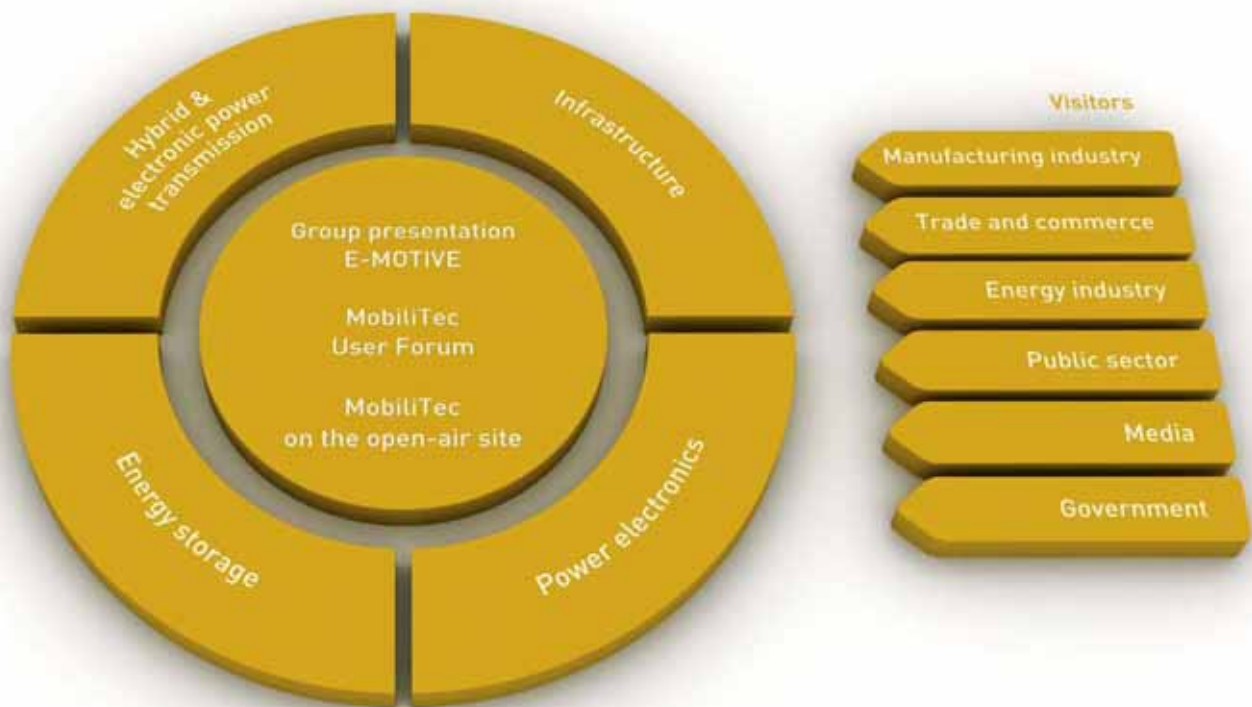 Hybrid &
electronic power
transmission
Infrastructure
Group presentation
E-MOTIVE
MobiliTec
User Forum
MobiliTec
on the open-air site
Energy storage
Power electronics
Visitors
Manufacturing industry
Trade and commerce
Energy industry
Public sector
Media
Government